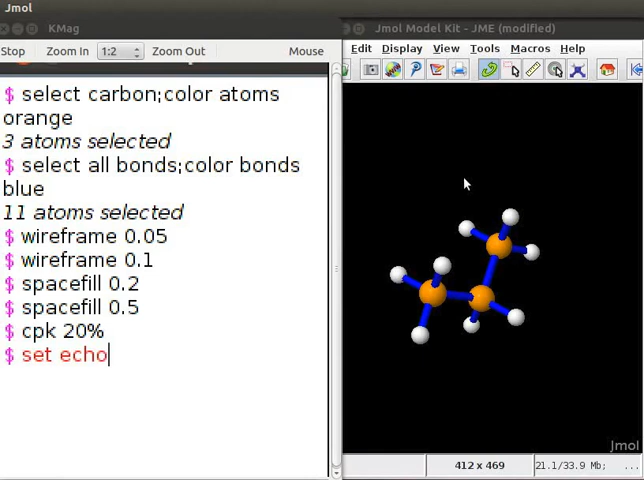 Jmol
KMag
Stop Zoom In 1:2 Zoom Out Mouse
$ select carbon;color atoms
orange
3 atoms selected
$ select all bonds;color bonds
blue
11 atoms selected
$ wireframe 0.05
$ wireframe 0.1
$ spacefill 0.2
$ spacefill 0.5
$ cpk 20%
$ set echo
Jmol Model Kit - JME (modified)
Edit Display View Tools Macros Help
Jmol
412 x 469
21.1/33.9 Mb; ...